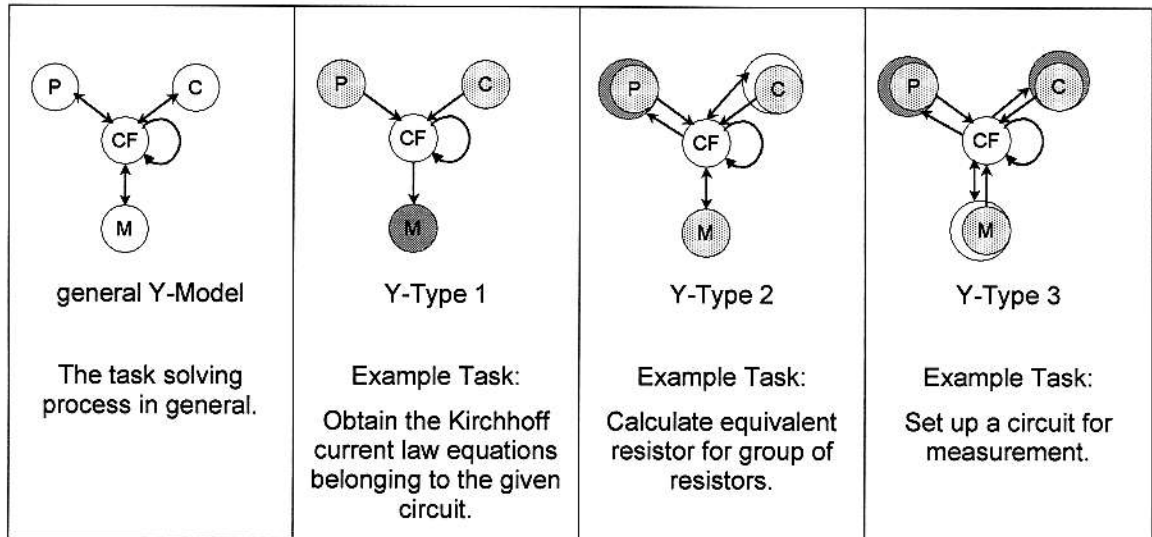 P
C
CF
M
general Y-Model
The task solving
process in general.
P
C
CF
M
Y-Type 1
Example Task:
Obtain the Kirchhoff
current law equations
belonging to the given
circuit.
P
C
CF
M
Y-Type 2
Example Task:
Calculate equivalent
resistor for group of
resistors.
P
C
CF
M
Y-Type 3
Example Task:
Set up a circuit for
measurement.